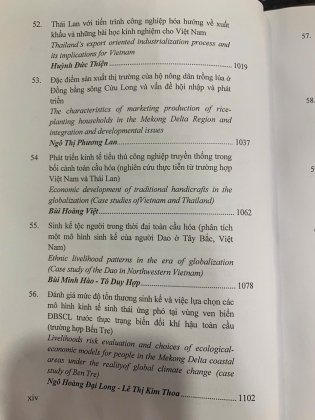 52. Thái Lan với tiến trình công nghiệp hóa hướng về xuất
khẩu và những bài học kinh nghiệm cho Việt Nam
Thailand's export oriented industrialization process and
its implications for Vietnam
Huỳnh Đức Thiện 1019
53. Đặc điểm sản xuất thị trường của hộ nông dân trồng lúa ở
Đồng bằng sông Cửu Long và vấn đề hội nhập và phát
triển
The characteristics of marketing production of rice-
planting households in the Mekong Delta Region and
integration and developmental issues
Ngô Thị Phương Lan 1037
54 Phát triển kinh tế tiểu thủ công nghiệp truyền thống trong
bối cảnh toàn cầu hóa (nghiên cứu thực tiễn từ trường hợp
Việt Nam và Thái Lan)
Economic development of traditional handicrafts in the
globalization (Case studies ofVietnam and Thailand)
Bùi Hoàng Việt 1062
55. Sinh kế tộc người trong thời đại toàn cầu hóa (phân tích
một mô hình sinh kế của người Dao ở Tây Bắc, Việt
Nam)
Ethnic livelihood patterns in the era of globalization
(Case study of the Dao in Northwestern Vietnam)
Bùi Minh Hào - Tô Duy Hợp 1078
56. Đánh giá mức độ tổn thương sinh kế và việc lựa chọn các
mô hình kinh tế sinh thái ứng phó tại vùng ven biển
ĐBSCL trước thực trạng biến đổi khí hậu toàn cầu
(trường hợp Bến Tre)
Livelihoods risk evaluation and choices of ecological-
economic models for people in the Mekong Delta coastal
areas under the realityof global climate change (case
study of Ben Tre)
Ngô Hoàng Đại Long - Lê Thị Kim Thoa 1102
xiv
57.
58.